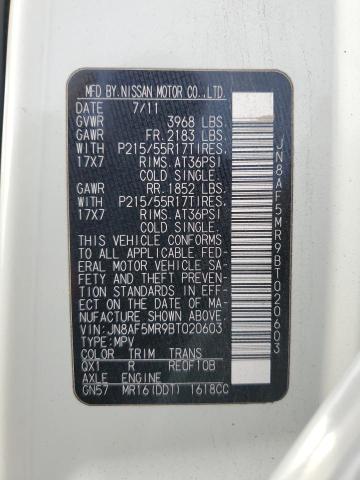 MFD BY.NISSAN MOTOR CO.,LTD.
DATE 7/11
GVWR 3968 LBS.
GAWR FR.2183 LBS.
WITH P215/55R17TIRES.
17X7 RIMS.AT36PSI
COLD SINGLE.
GAWR RR.1852 LBS.
WITH P215/55R17TIRES.
17X7 RIMS.AT36PSI
COLD SINGLE.
THIS VEHICLE CONFORMS
TO ALL APPLICABLE FED-
ERAL MOTOR VEHICLE SA-
FETY AND THEFT PREVEN-
TION STANDARDS IN EFFECT
ON THE DATE OF MA-
NUFACTURE SHOWN ABOVE.
VIN:JN8AF5MR9BT020603
TYPE:MPV
COLOR TRIM TRANS
QX1 R RE0F10B
AXLE ENGINE
GN57 MR16(DDT) 1618CC
JN8AF5MR9BT020603